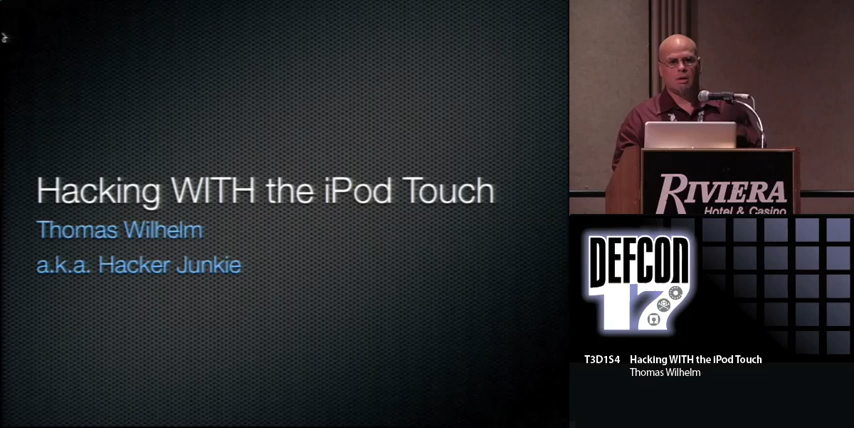 Hacking WITH the iPod Touch
Thomas Wilhelm
a.k.a. Hacker Junkie
RIVIERA
Hotel & Casino
DEFCON
17
T3D1S4 Hacking WITH the iPod Touch
Thomas Wilhelm